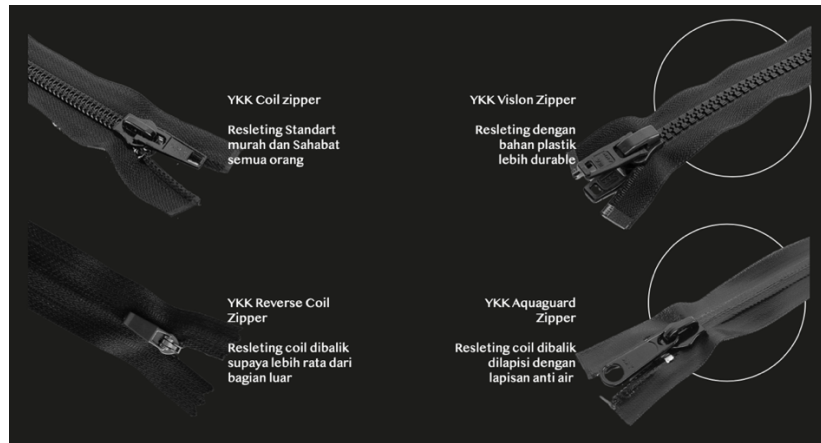 YKK Coil zipper
Resleting Standart
murah dan Sahabat
semua orang
YKK Vislon Zipper
Resleting dengan
bahan plastik
lebih durable
YKK Reverse Coil
Zipper
Resleting coil dibalik
supaya lebih rata dari
bagian luar
YKK Aquaguard
Zipper
Resleting coil dibalik
dilapisi dengan
lapisan anti air